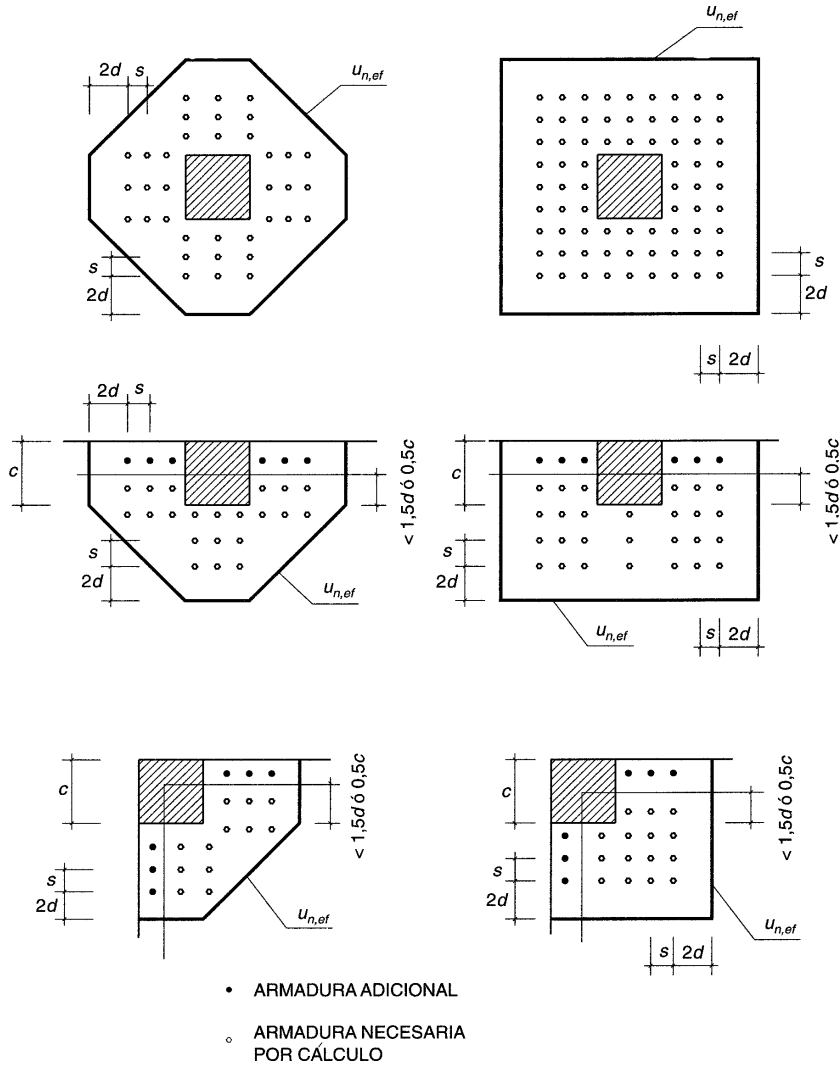 u_{n,ef}
2d s
u_{n,ef}
s
2d
s
2d
s 2d
2d s
c
< 1,5d ó 0,5c
s
2d
u_{n,ef}
c
< 1,5d ó 0,5c
s
2d
u_{n,ef}
s 2d
c
< 1,5d ó 0,5c
s
2d
u_{n,ef}
c
< 1,5d ó 0,5c
s
2d
u_{n,ef}
s 2d
ARMADURA ADICIONAL
ARMADURA NECESARIA
POR CÁLCULO